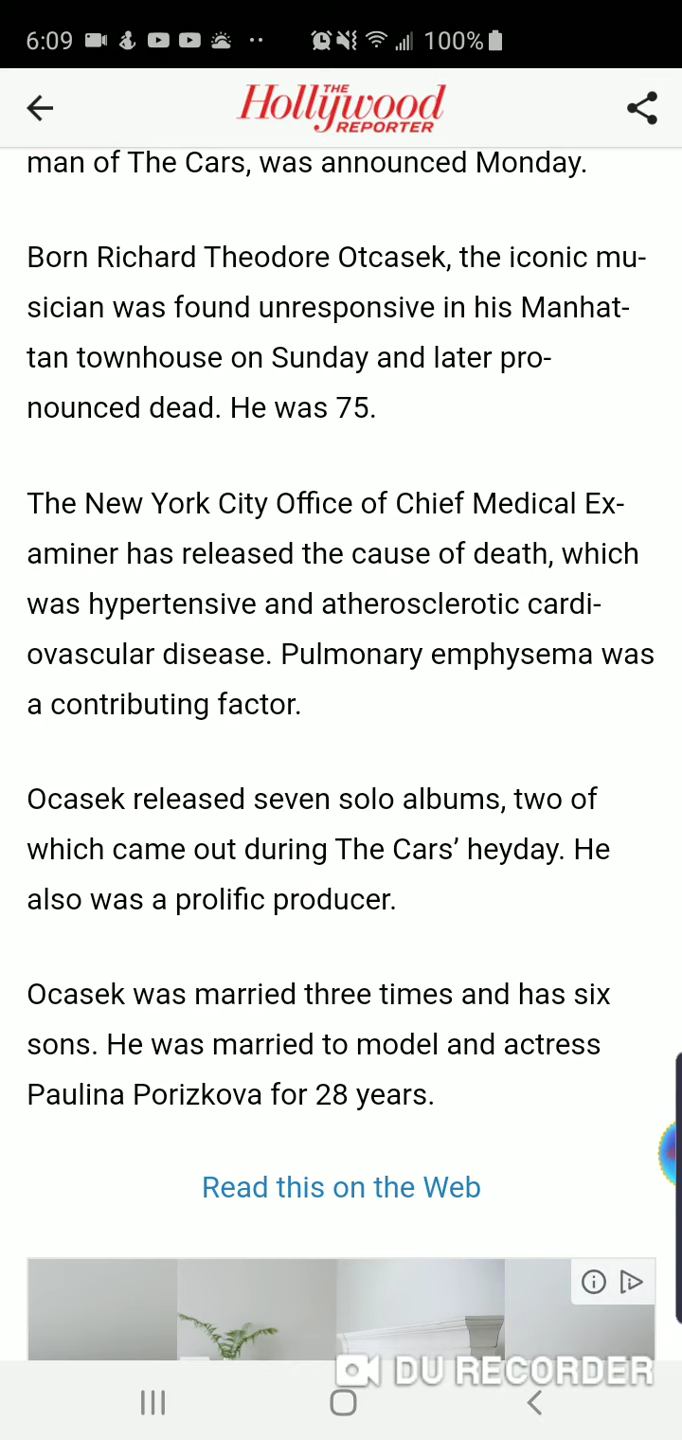 6:09
100%
THE
Hollywood
REPORTER
man of The Cars, was announced Monday.
Born Richard Theodore Otcasek, the iconic mu-
sician was found unresponsive in his Manhat-
tan townhouse on Sunday and later pro-
nounced dead. He was 75.
The New York City Office of Chief Medical Ex-
aminer has released the cause of death, which
was hypertensive and atherosclerotic cardi-
ovascular disease. Pulmonary emphysema was
a contributing factor.
Ocasek released seven solo albums, two of
which came out during The Cars’ heyday. He
also was a prolific producer.
Ocasek was married three times and has six
sons. He was married to model and actress
Paulina Porizkova for 28 years.
Read this on the Web
DU RECORDER